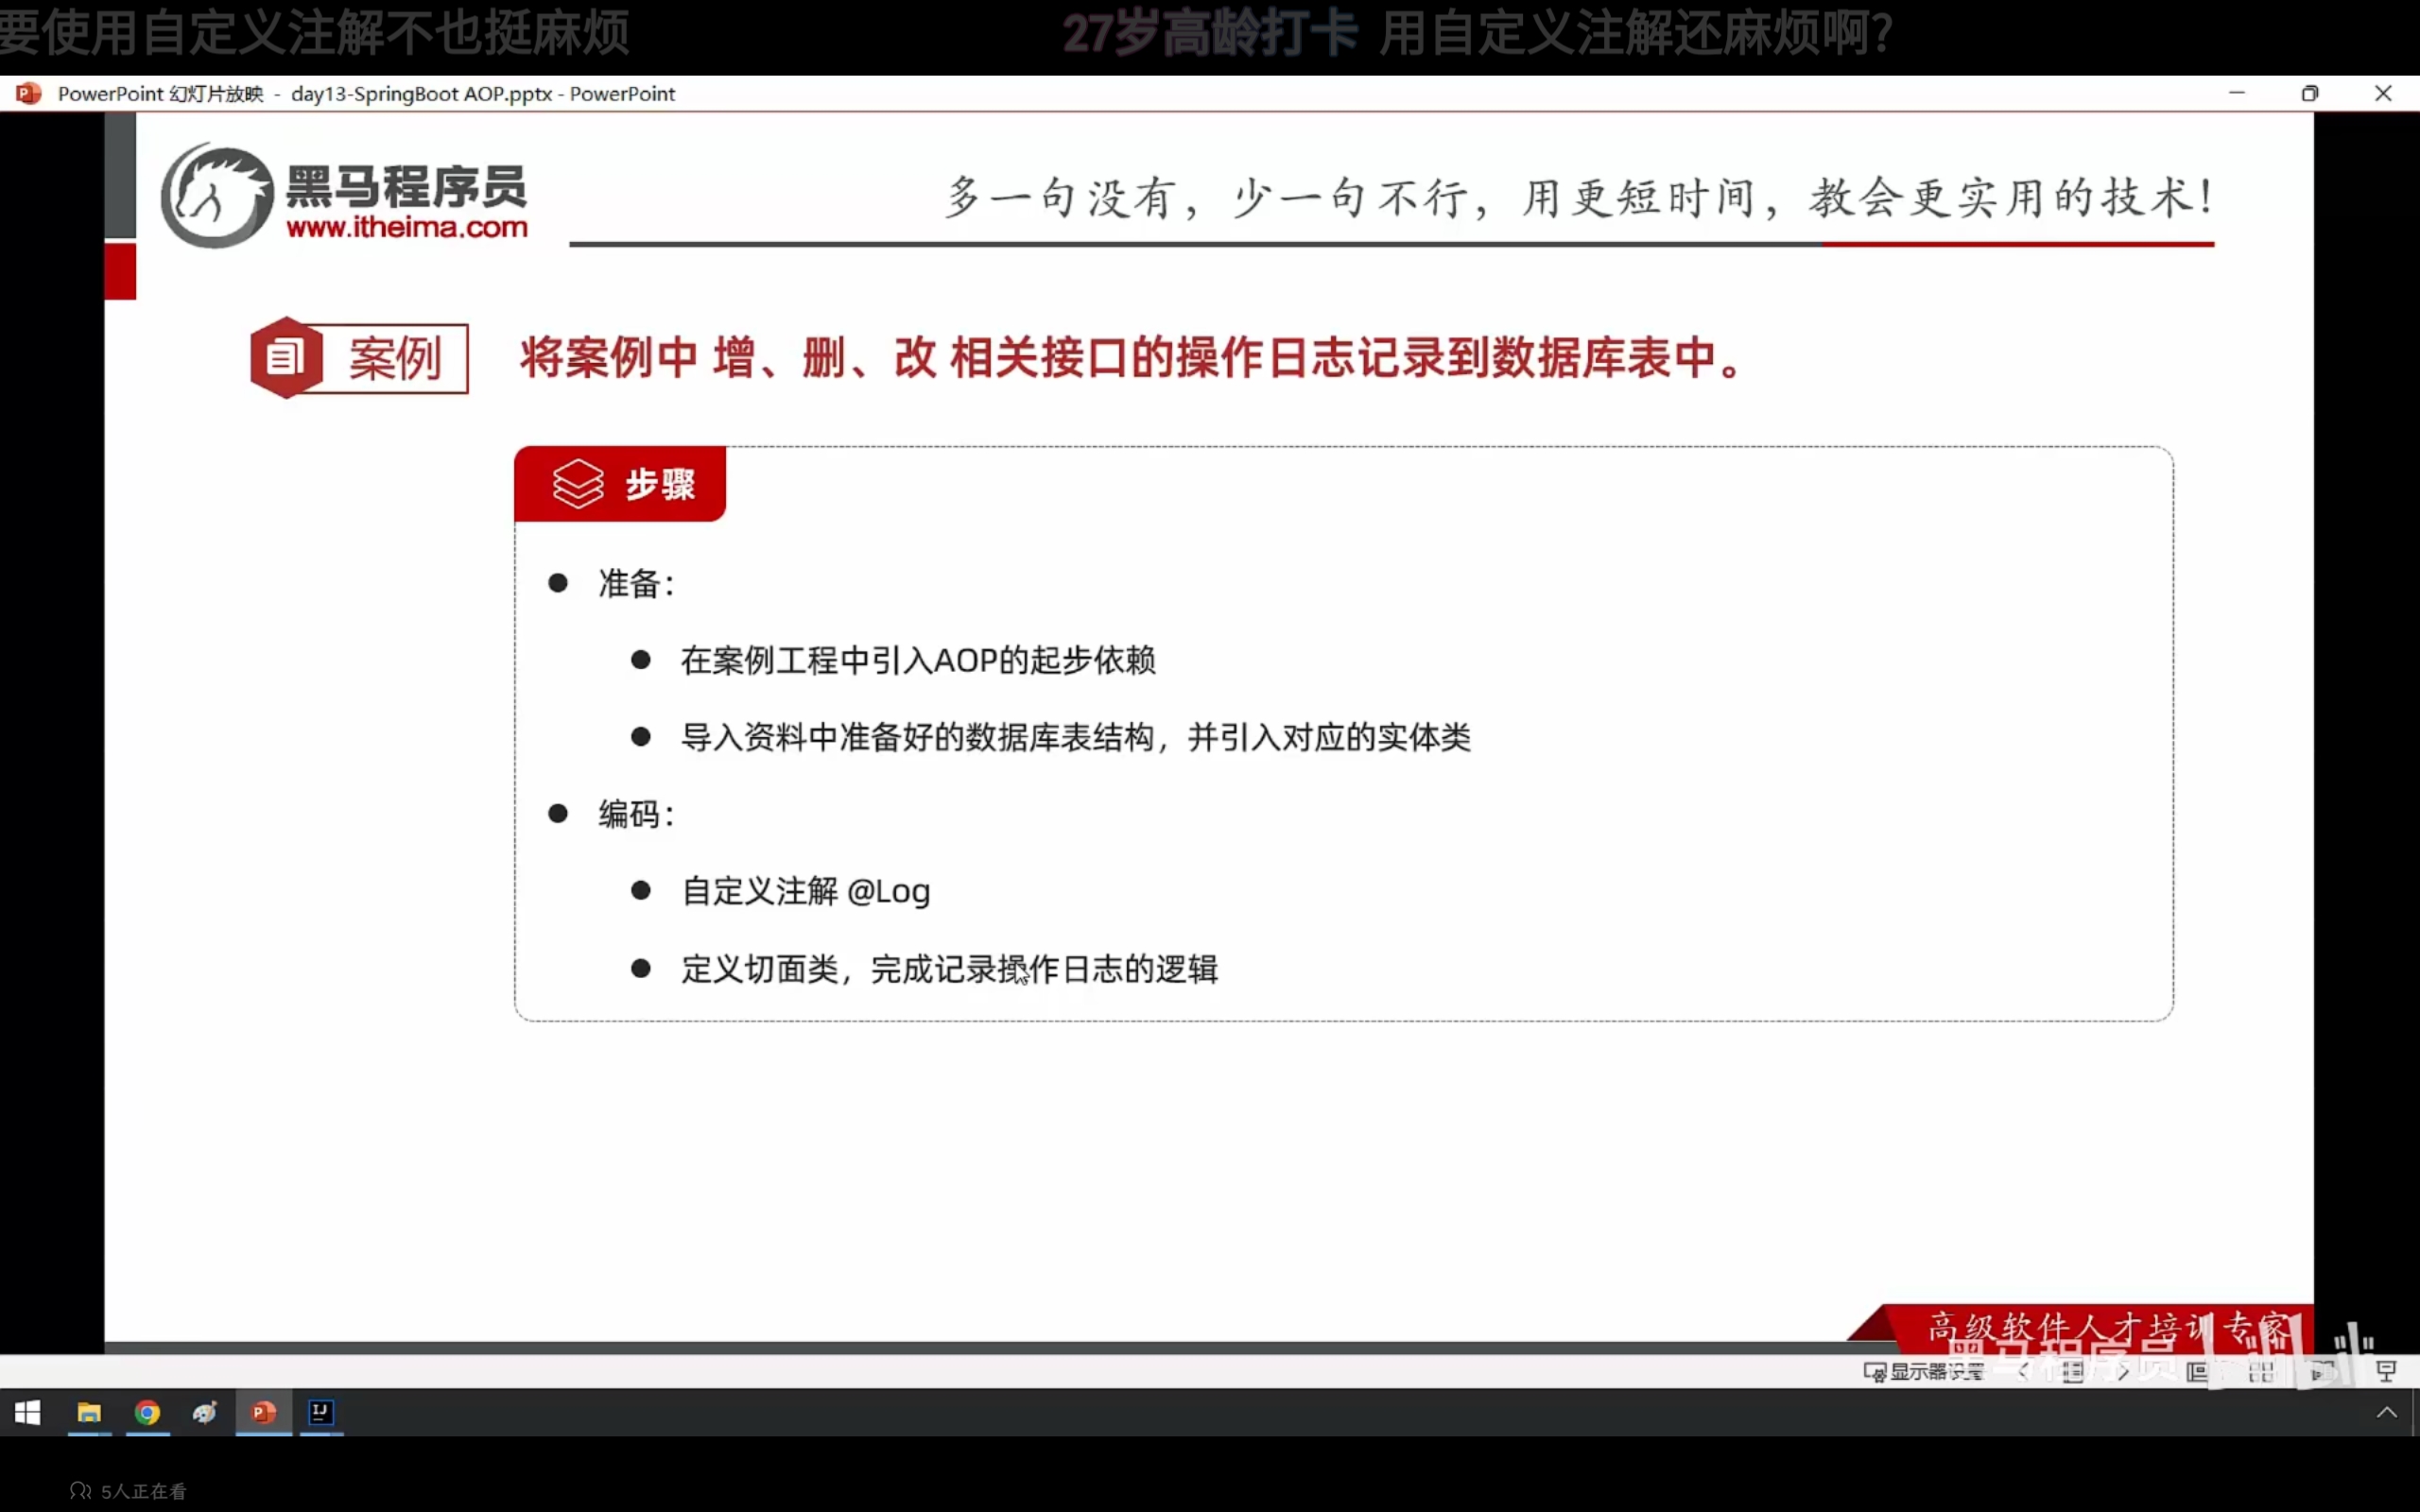 要使用自定义注解不也挺麻烦
27岁高龄打卡 用自定义注解还麻烦啊?
PowerPoint 幻灯片放映 - day13-SpringBoot AOP.pptx - PowerPoint
黑马程序员
www.itheima.com
多一句没有，少一句不行，用更短时间，教会更实用的技术！
案例
将案例中 增、删、改 相关接口的操作日志记录到数据库表中。
步骤
● 准备：
● 在案例工程中引入AOP的起步依赖
● 导入资料中准备好的数据库表结构，并引入对应的实体类
● 编码：
● 自定义注解 @Log
● 定义切面类，完成记录操作日志的逻辑
高级软件人才培训专家
黑马程序员
显示器设置
5人正在看